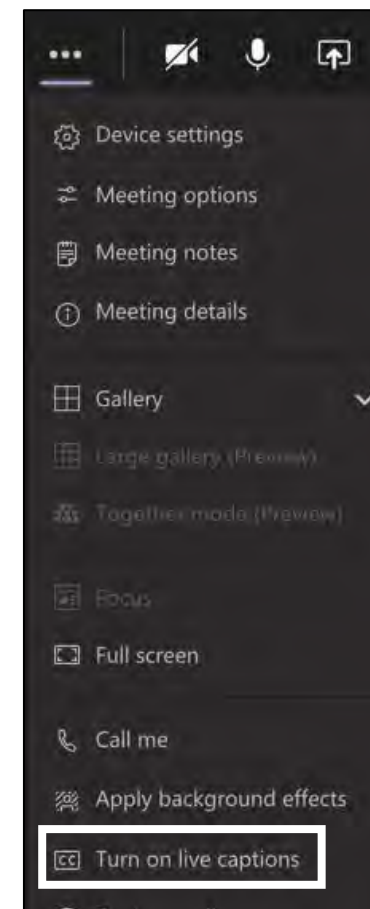 Device settings
Meeting options
Meeting notes
Meeting details
Gallery
Large gallery (Preview)
Together mode (Preview)
Focus
Full screen
Call me
Apply background effects
CC Turn on live captions